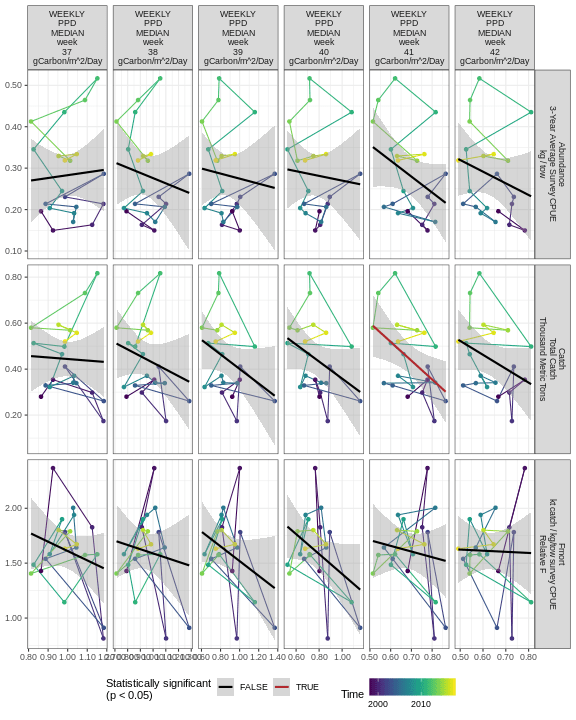 WEEKLY
PPD
MEDIAN
week
37
gCarbon/m^2/Day
WEEKLY
PPD
MEDIAN
week
38
gCarbon/m^2/Day
WEEKLY
PPD
MEDIAN
week
39
gCarbon/m^2/Day
WEEKLY
PPD
MEDIAN
week
40
gCarbon/m^2/Day
WEEKLY
PPD
MEDIAN
week
41
gCarbon/m^2/Day
WEEKLY
PPD
MEDIAN
week
42
gCarbon/m^2/Day
0.50
0.40
0.30
0.20
0.10
Abundance
3-Year Average Survey CPUE
kg / tow
0.80
0.60
0.40
0.20
Catch
Total Catch
Thousand Metric Tons
2.00
1.50
1.00
Fmort
kt catch / kg/tow survey CPUE
Relative F
0.80 0.90 1.00 1.10 0.80 1.00 1.20 1.40 0.60 0.80 1.00 0.50 0.60 0.70 0.80 0.50 0.60 0.70 0.80
Statistically significant
(p < 0.05)
FALSE
TRUE
Time
2000
2010